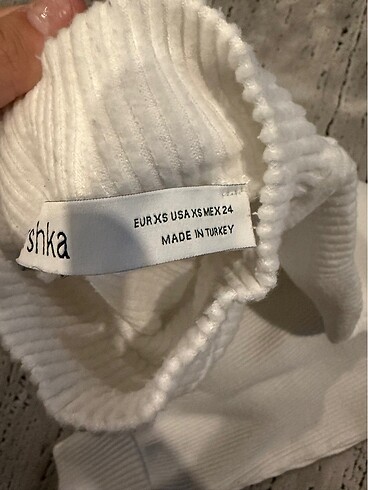 shka
EUR XS USA XS MEX 24
MADE IN TURKEY